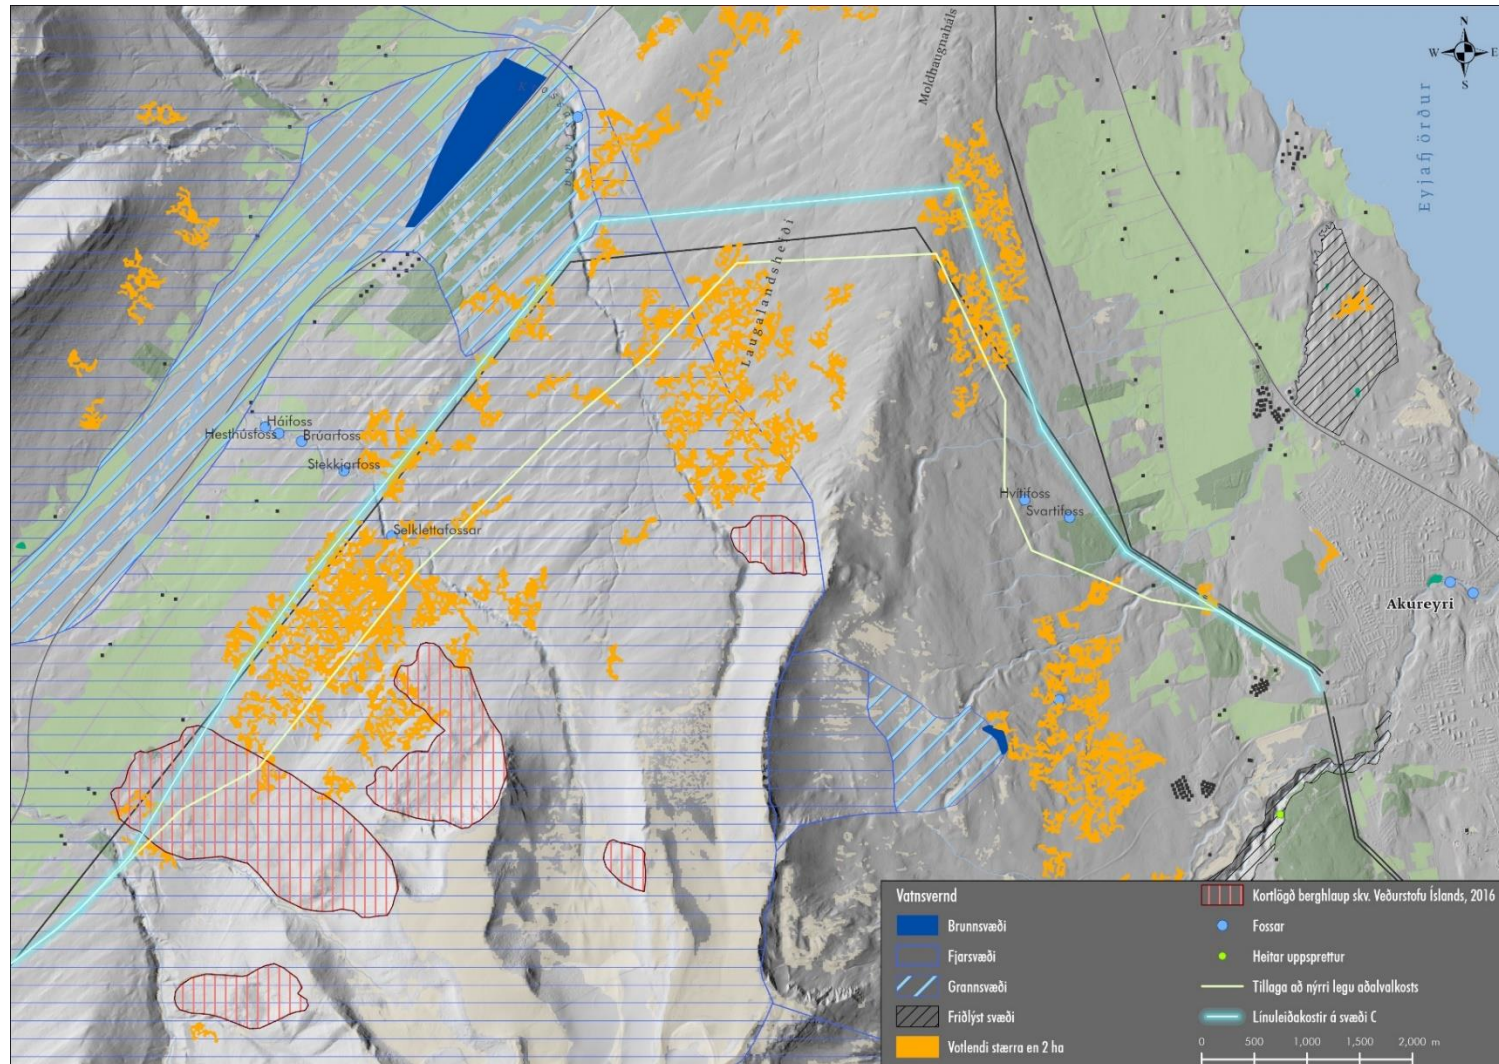 Moldhaugnaháls
N
W
E
S
Eyjafjörður
Krossastaðaá
Laugalandsheiði
Háifoss
Hesthúsfoss
Brúarfoss
Stekkjarfoss
Selklettafossar
Hvítifoss
Svartifoss
Akureyri
Vatnsvernd
Brunnsvæði
Fjarsvæði
Grannsvæði
Friðlýst svæði
Votlendi stærra en 2 ha
Kortlögð berghlaup skv. Veðurstofu Íslands, 2016
Fossar
Heitar uppsprettur
Tillaga að nýrri legu aðalvalkosts
Línuleiðakostir á svæði C
0 500 1,000 1,500 2,000 m